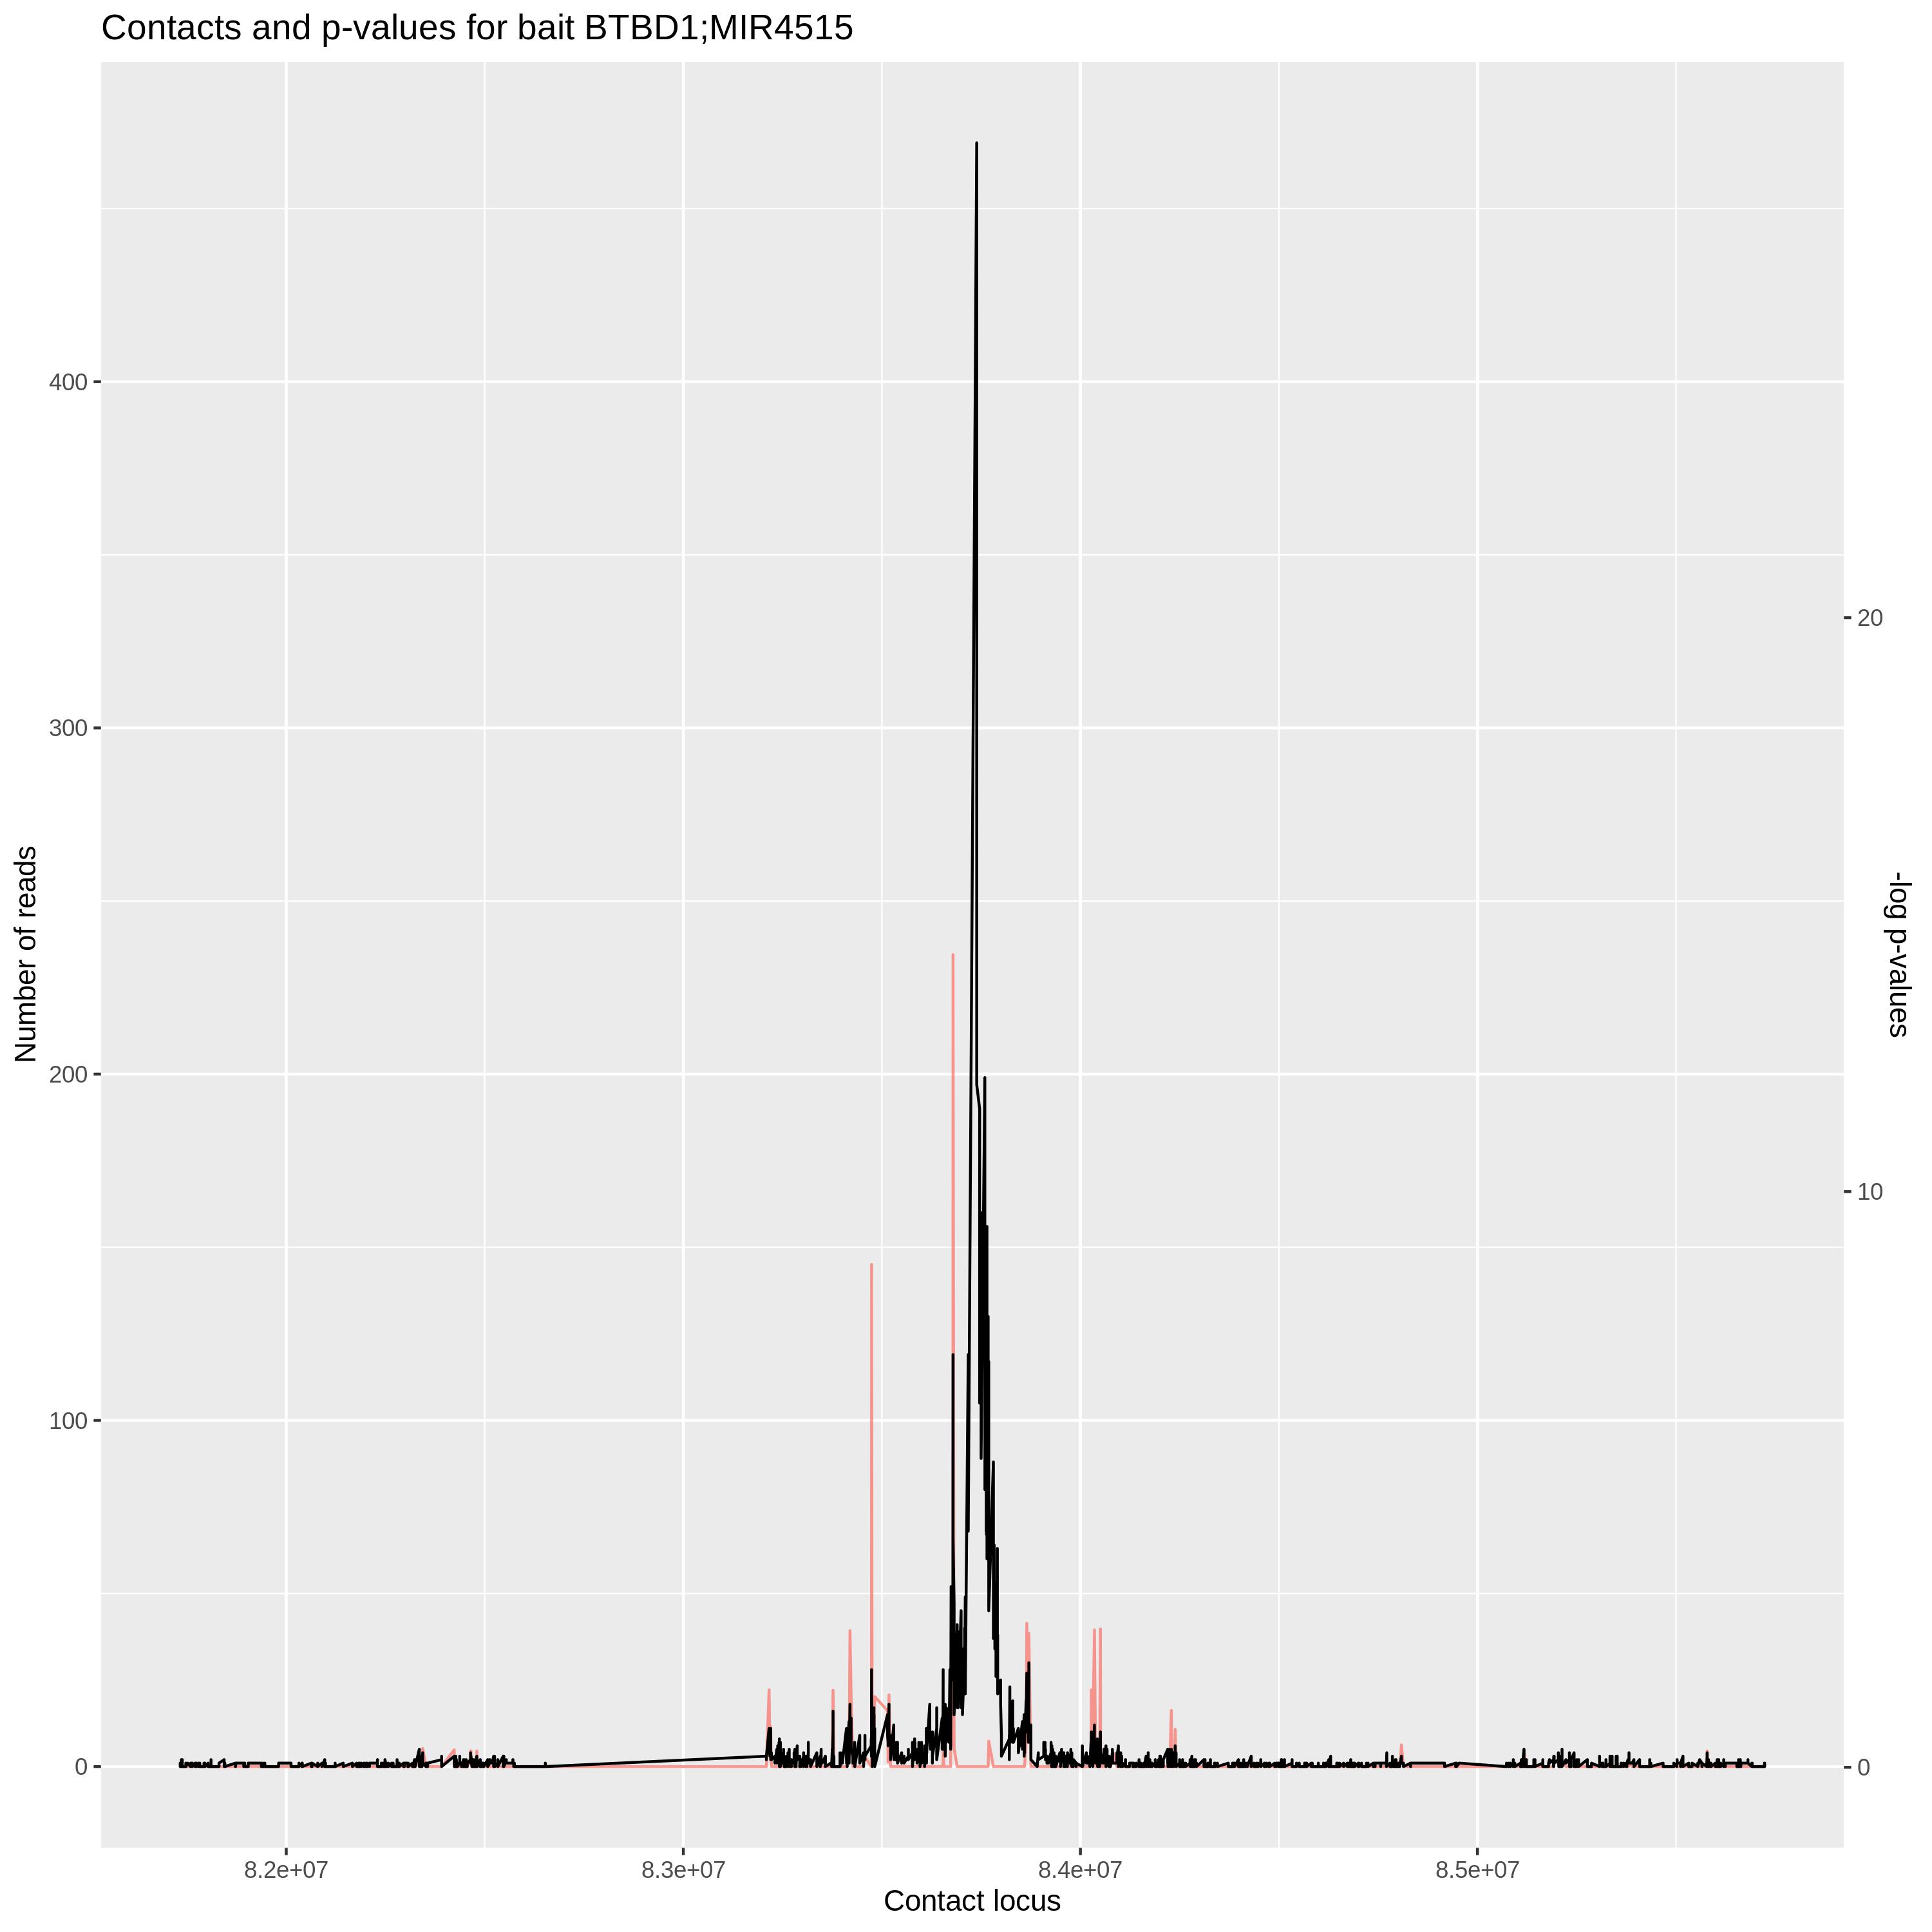 Contacts and p-values for bait BTBD1;MIR4515
400
300
200
100
0
Number of reads
20
10
0
-log p-values
8.2e+07
8.3e+07
8.4e+07
8.5e+07
Contact locus